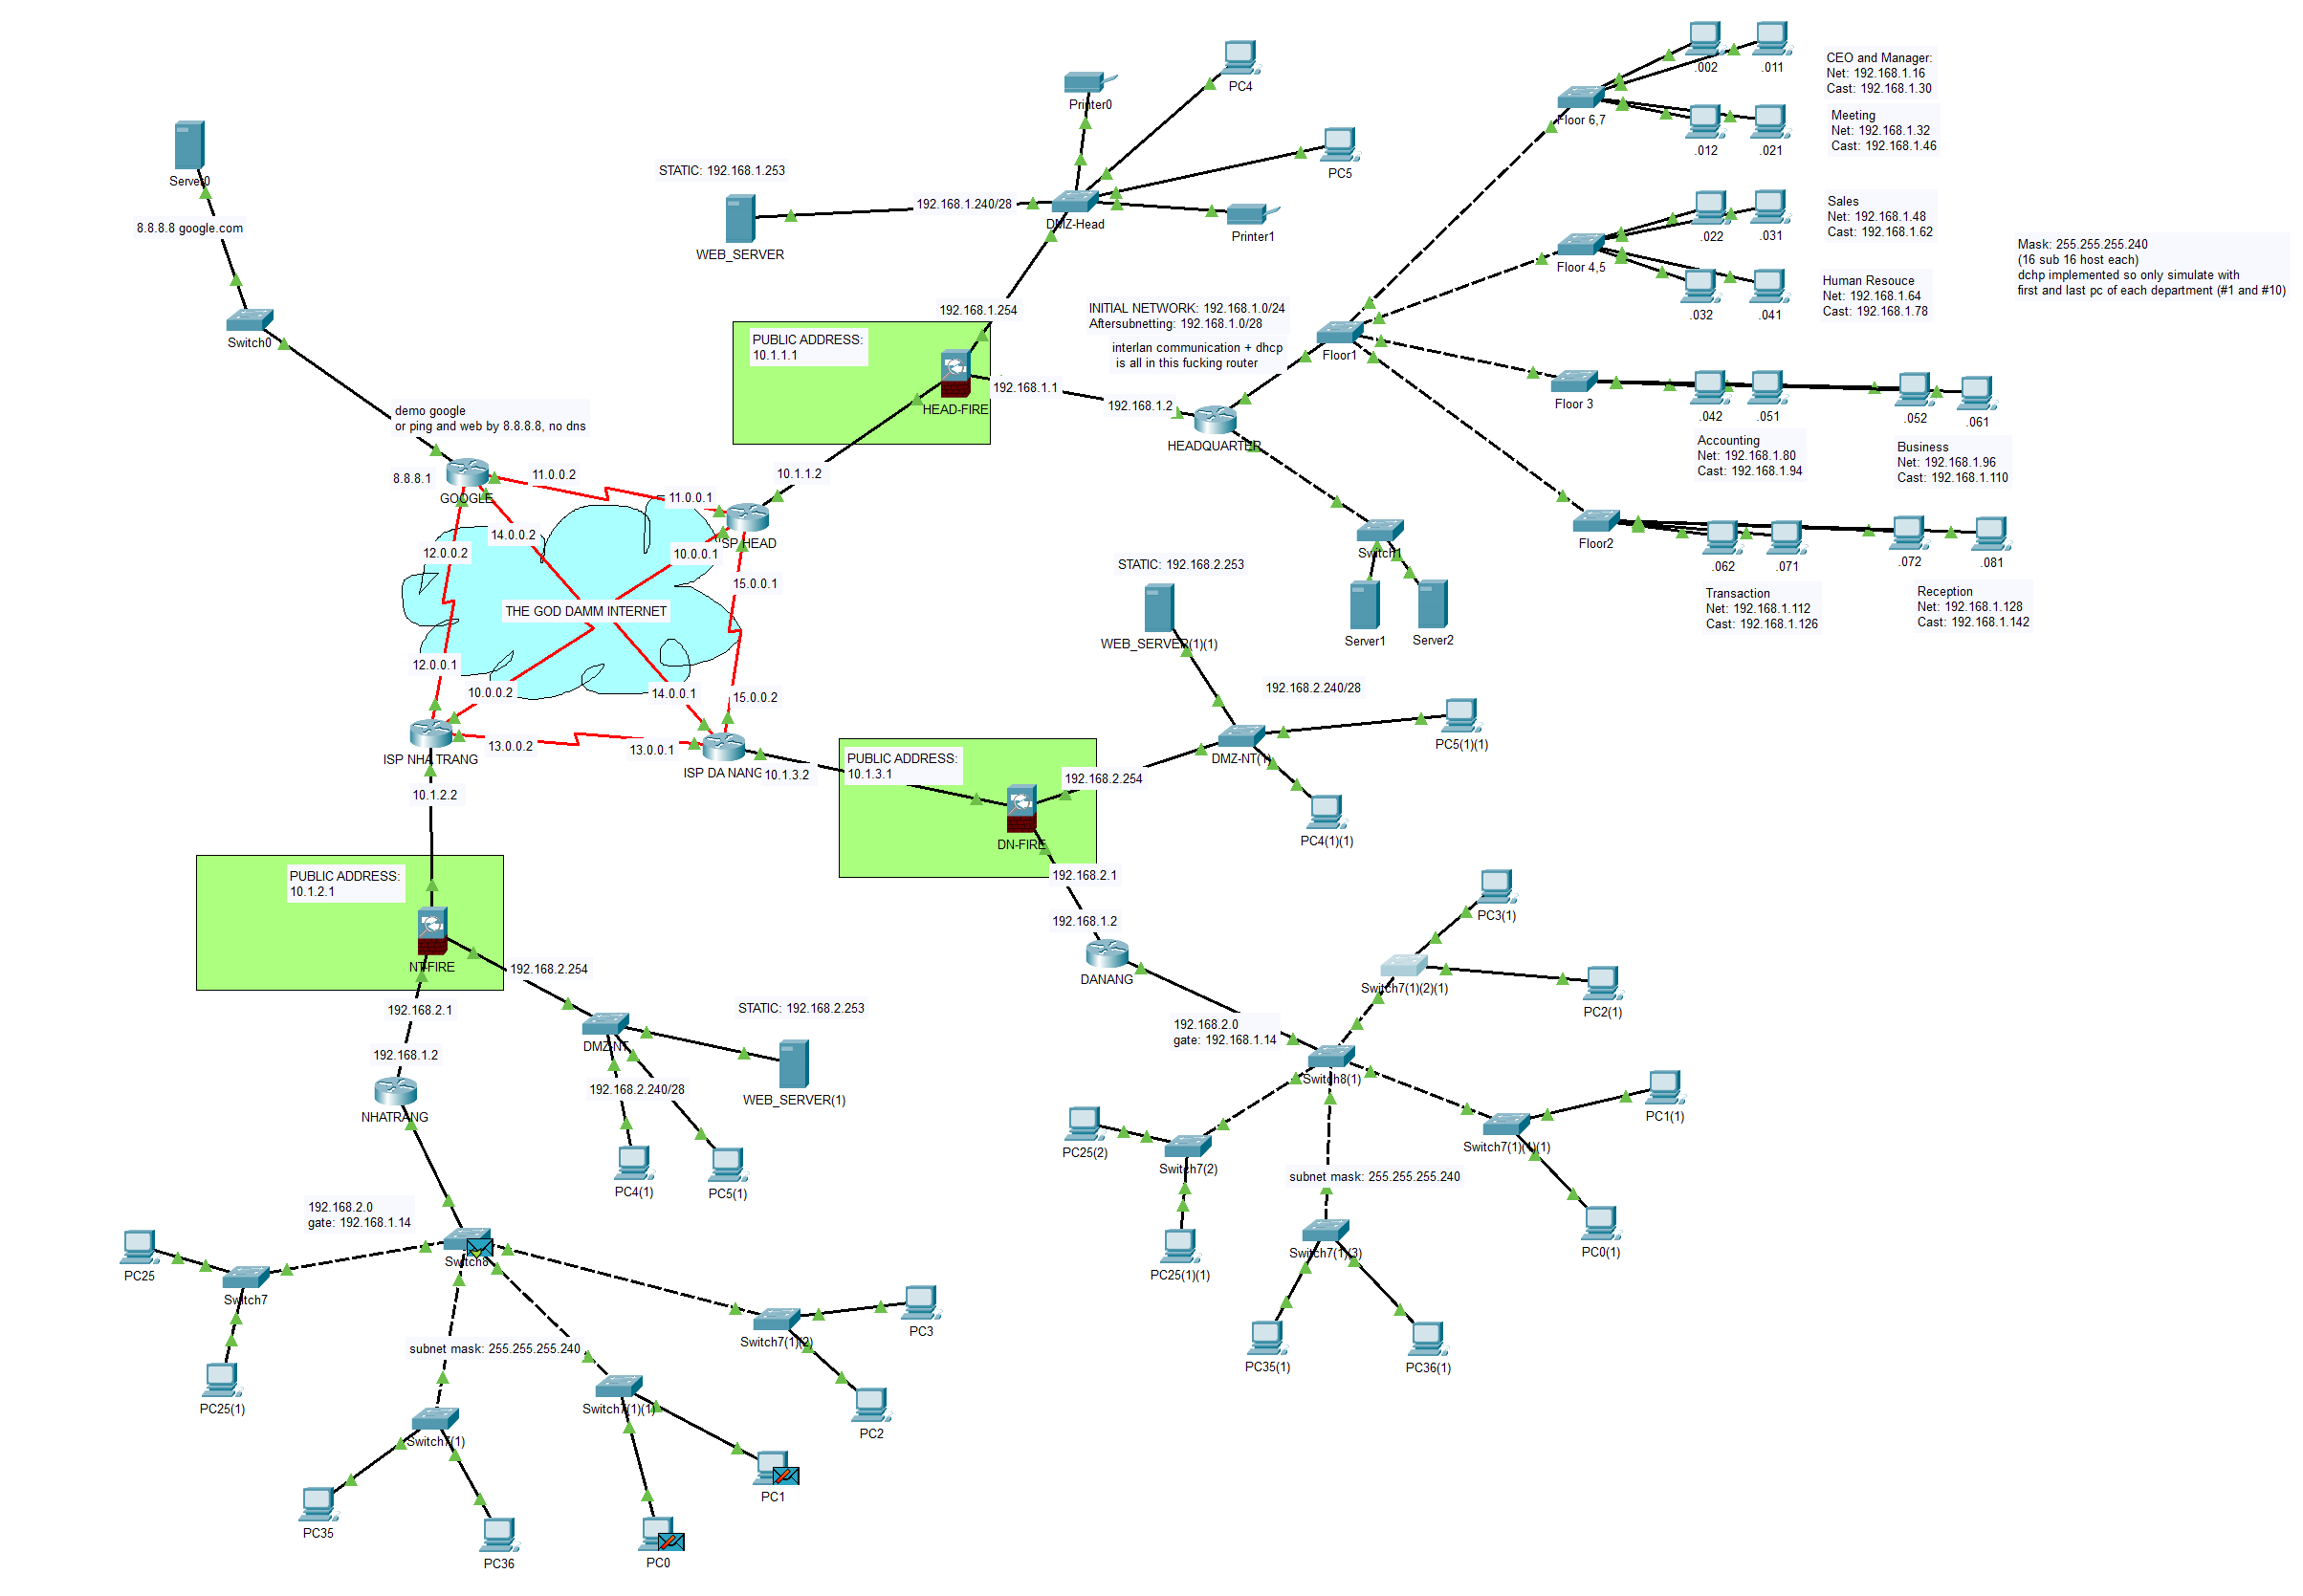 Server0
8.8.8.8 google.com
Switch0
demo google
or ping and web by 8.8.8.8, no dns
8.8.8.1
GOOGLE
11.0.0.2
11.0.0.1
14.0.0.2
12.0.0.2
10.0.0.1
ISP HEAD
15.0.0.1
THE GOD DAMM INTERNET
12.0.0.1
10.0.0.2
14.0.0.1
15.0.0.2
ISP NHA TRANG
13.0.0.2
13.0.0.1
ISP DA NANG
10.1.3.2
10.1.2.2
10.1.1.2
STATIC: 192.168.1.253
WEB_SERVER
192.168.1.240/28
DMZ-Head
Printer0
PC4
PC5
Printer1
192.168.1.254
PUBLIC ADDRESS:
10.1.1.1
HEAD-FIRE
192.168.1.1
INITIAL NETWORK: 192.168.1.0/24
Aftersubnetting: 192.168.1.0/28
interlan communication + dhcp
is all in this fucking router
192.168.1.2
HEADQUARTER
Floor1
Switch1
Server1
Server2
Floor 6,7
.002
.011
.012
.021
CEO and Manager:
Net: 192.168.1.16
Cast: 192.168.1.30
Meeting
Net: 192.168.1.32
Cast: 192.168.1.46
Floor 4,5
.022
.031
.032
.041
Sales
Net: 192.168.1.48
Cast: 192.168.1.62
Human Resouce
Net: 192.168.1.64
Cast: 192.168.1.78
Mask: 255.255.255.240
(16 sub 16 host each)
dchp implemented so only simulate with
first and last pc of each department (#1 and #10)
Floor 3
.042
.051
.052
.061
Accounting
Net: 192.168.1.80
Cast: 192.168.1.94
Business
Net: 192.168.1.96
Cast: 192.168.1.110
Floor2
.062
.071
.072
.081
Transaction
Net: 192.168.1.112
Cast: 192.168.1.126
Reception
Net: 192.168.1.128
Cast: 192.168.1.142
STATIC: 192.168.2.253
WEB_SERVER(1)(1)
192.168.2.240/28
DMZ-NT(1)
PC5(1)(1)
PC4(1)(1)
PUBLIC ADDRESS:
10.1.3.1
192.168.2.254
DN-FIRE
192.168.2.1
192.168.1.2
DANANG
PC3(1)
Switch7(1)(2)(1)
PC2(1)
192.168.2.0
gate: 192.168.1.14
Switch8(1)
PC25(2)
Switch7(2)
PC1(1)
Switch7(1)(1)(1)
subnet mask: 255.255.255.240
PC0(1)
PC25(1)(1)
Switch7(1)(3)
PC35(1)
PC36(1)
PUBLIC ADDRESS:
10.1.2.1
NT-FIRE
192.168.2.254
192.168.2.1
STATIC: 192.168.2.253
DMZ-NT
192.168.2.240/28
WEB_SERVER(1)
PC4(1)
PC5(1)
192.168.1.2
NHATRANG
192.168.2.0
gate: 192.168.1.14
Switch8
PC25
Switch7
PC25(1)
subnet mask: 255.255.255.240
PC3
Switch7(1)(2)
PC2
Switch7(1)(1)
Switch7(1)
PC35
PC36
PC1
PC0